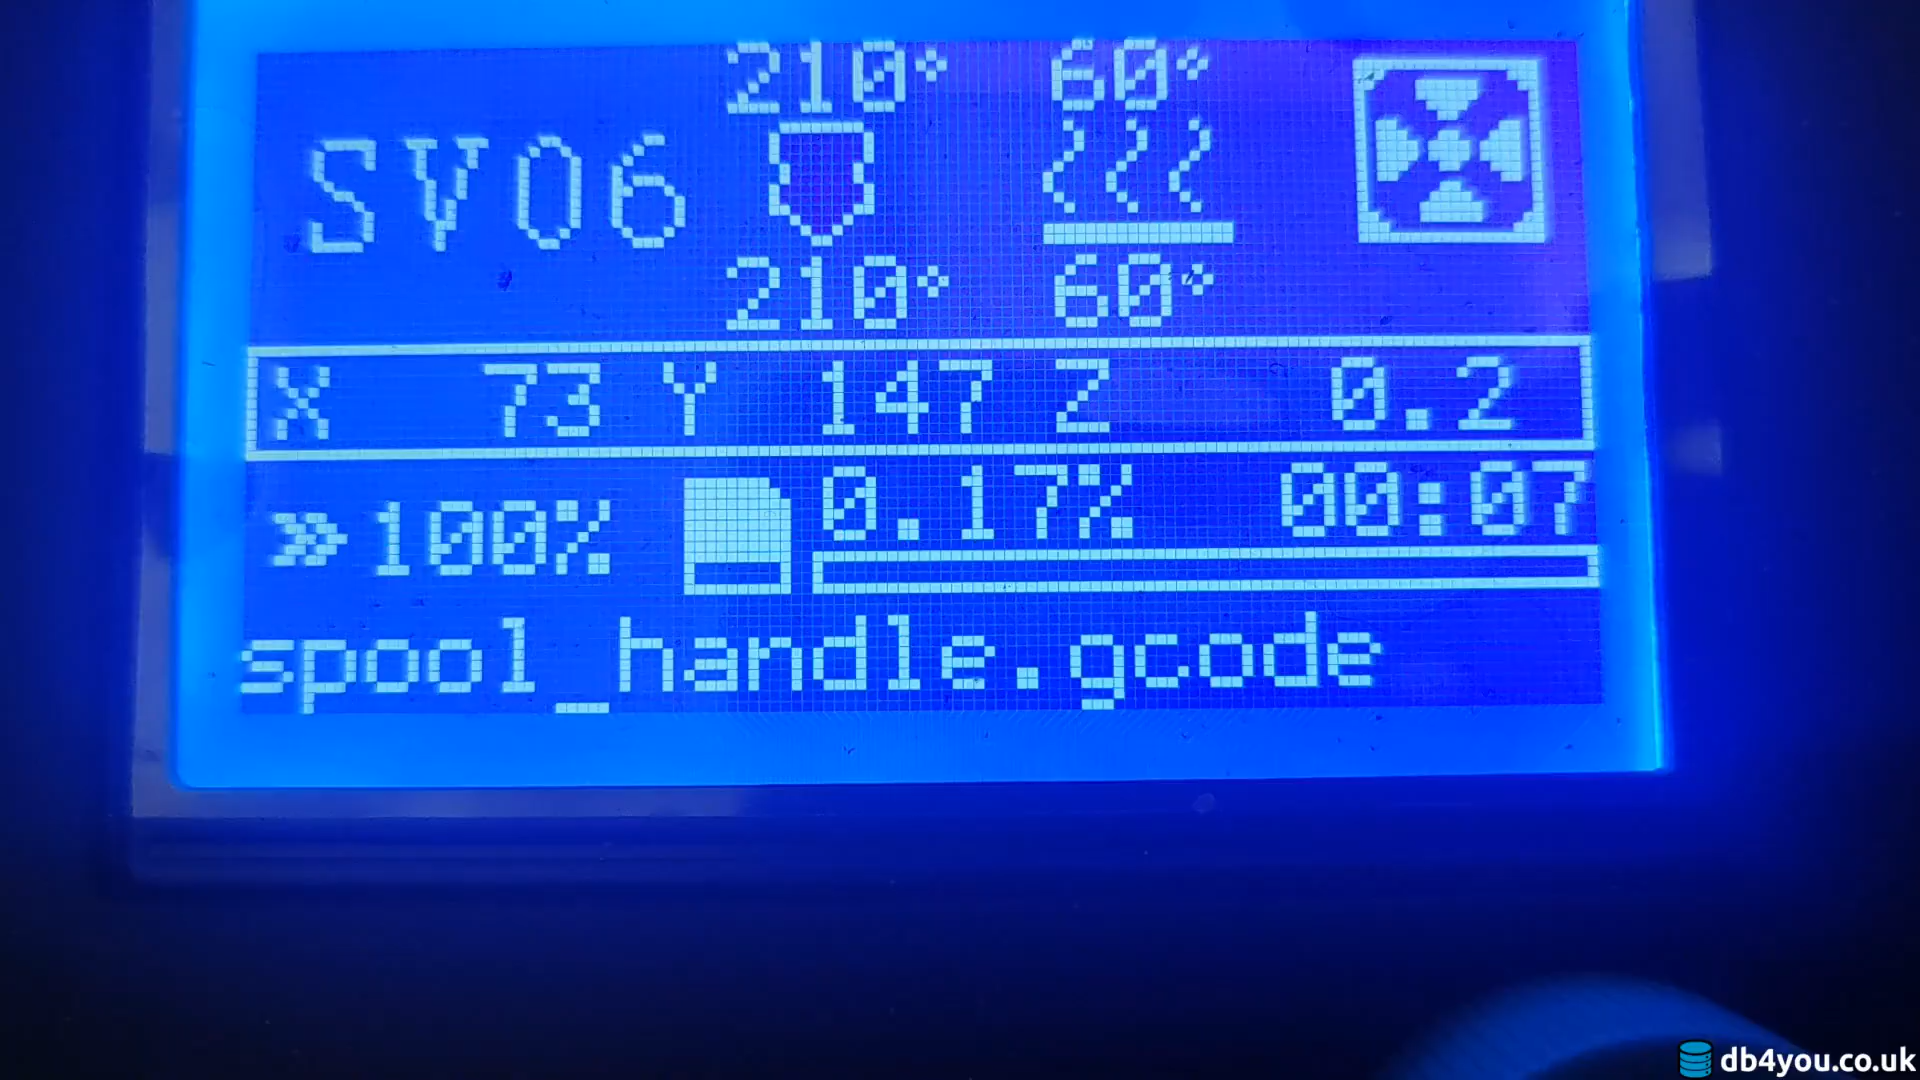 210° 60°
SV06
210° 60°
X 73 Y 147 Z 0.2
0.17% 00:07
»100%
spool_handle.gcode
db4you.co.uk